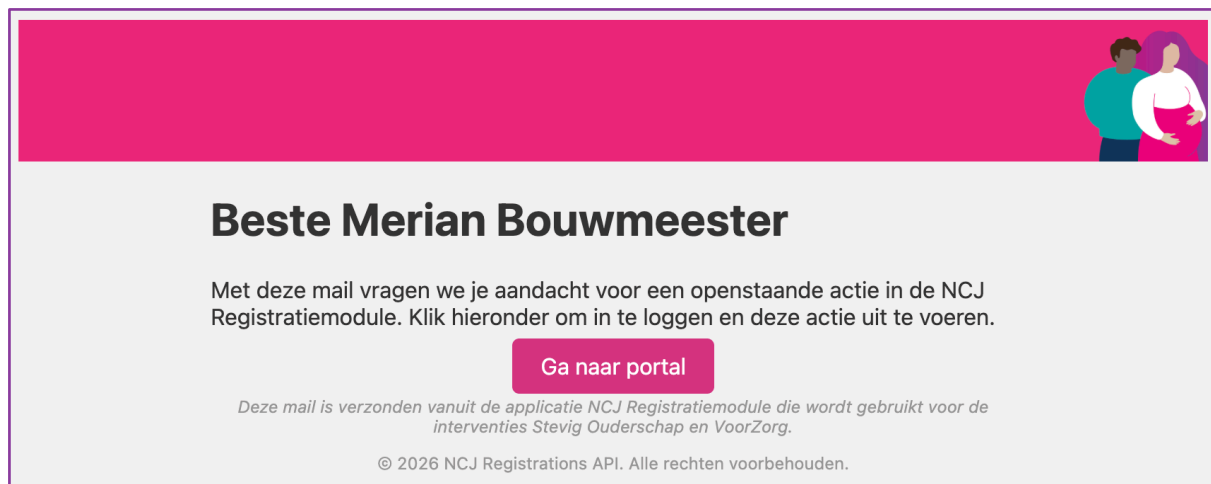 Beste Merian Bouwmeester
Met deze mail vragen we je aandacht voor een openstaande actie in de NCJ
Registratiemodule. Klik hieronder om in te loggen en deze actie uit te voeren.
Ga naar portal
Deze mail is verzonden vanuit de applicatie NCJ Registratiemodule die wordt gebruikt voor de
interventies Stevig Ouderschap en VoorZorg.
© 2026 NCJ Registrations API. Alle rechten voorbehouden.